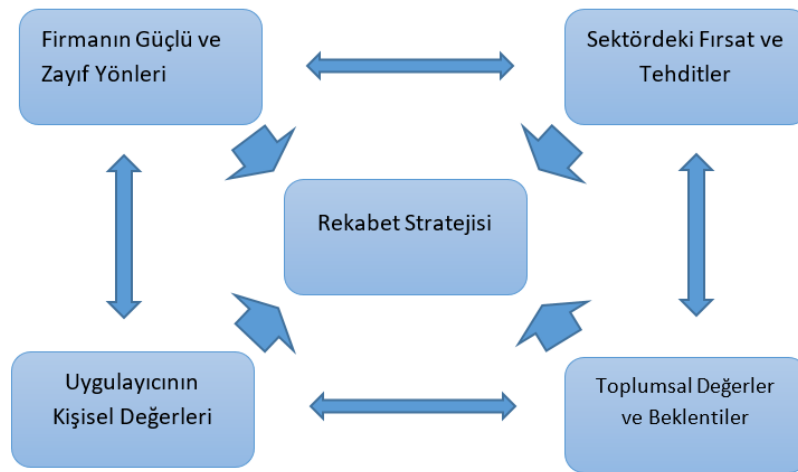 Firmanın Güçlü ve
Zayıf Yönleri
Sektördeki Fırsat ve
Tehditler
Rekabet Stratejisi
Uygulayıcının
Kişisel Değerleri
Toplumsal Değerler
ve Beklentiler